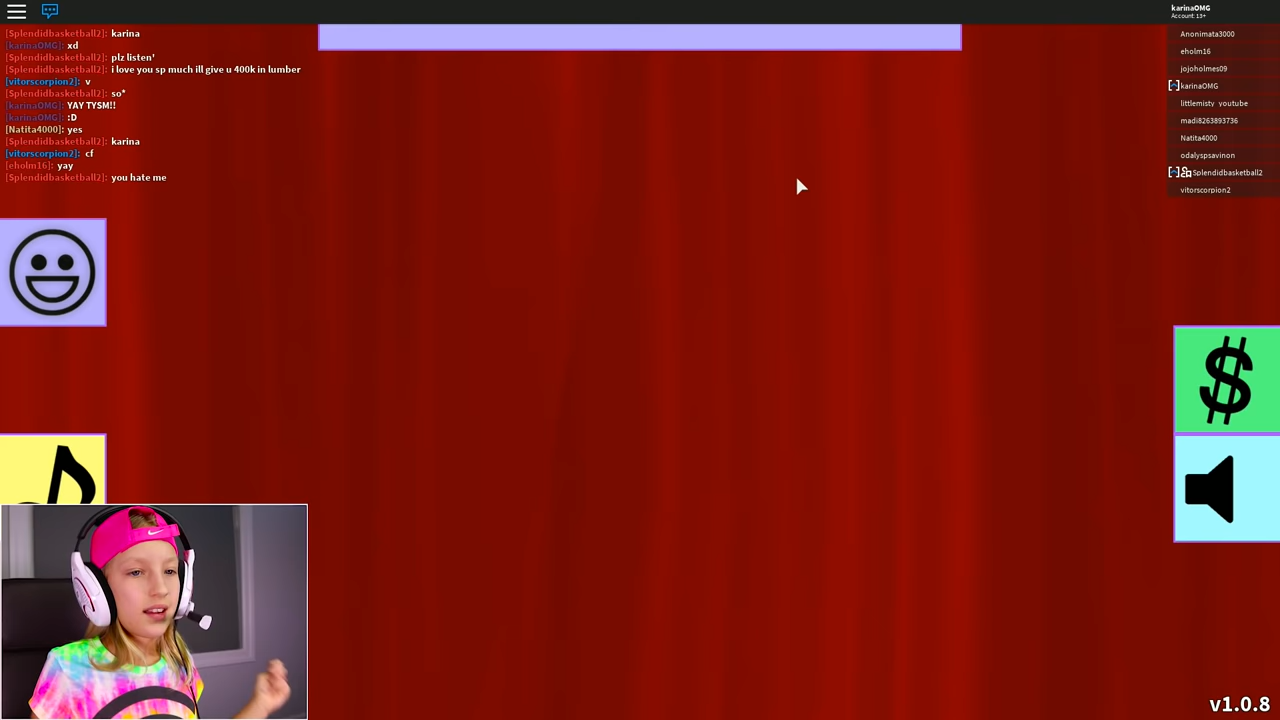 karinaOMG
Account: 13+
[Splendidbasketball2]: karina
[karinaOMG]: xd
[Splendidbasketball2]: plz listen'
[Splendidbasketball2]: i love you sp much ill give u 400k in lumber
[vitorscorpion2]: v
[Splendidbasketball2]: so*
[karinaOMG]: YAY TYSM!!
[karinaOMG]: :D
[Natita4000]: yes
[Splendidbasketball2]: karina
[vitorscorpion2]: cf
[eholm16]: yay
[Splendidbasketball2]: you hate me
Anonimata3000
eholm16
jojoholmes09
karinaOMG
littlemisty_youtube
madi8263893736
Natita4000
odalyspsavinon
Splendidbasketball2
vitorscorpion2
$
v1.0.8